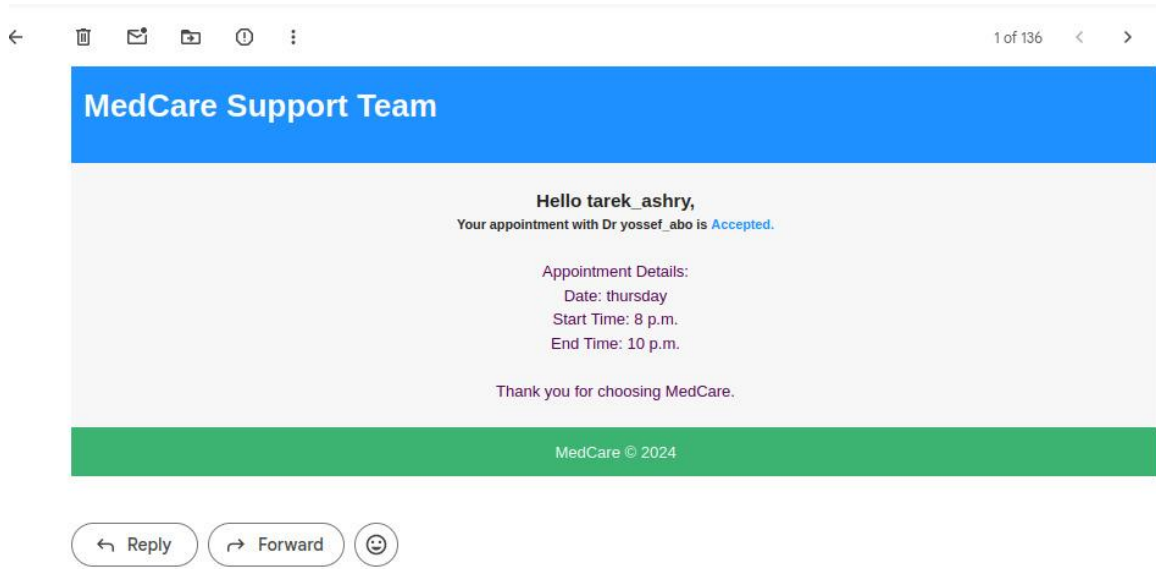 1 of 136
MedCare Support Team
Hello tarek_ashry,
Your appointment with Dr yossef_abo is Accepted.
Appointment Details:
Date: thursday
Start Time: 8 p.m.
End Time: 10 p.m.
Thank you for choosing MedCare.
MedCare © 2024
Reply Forward